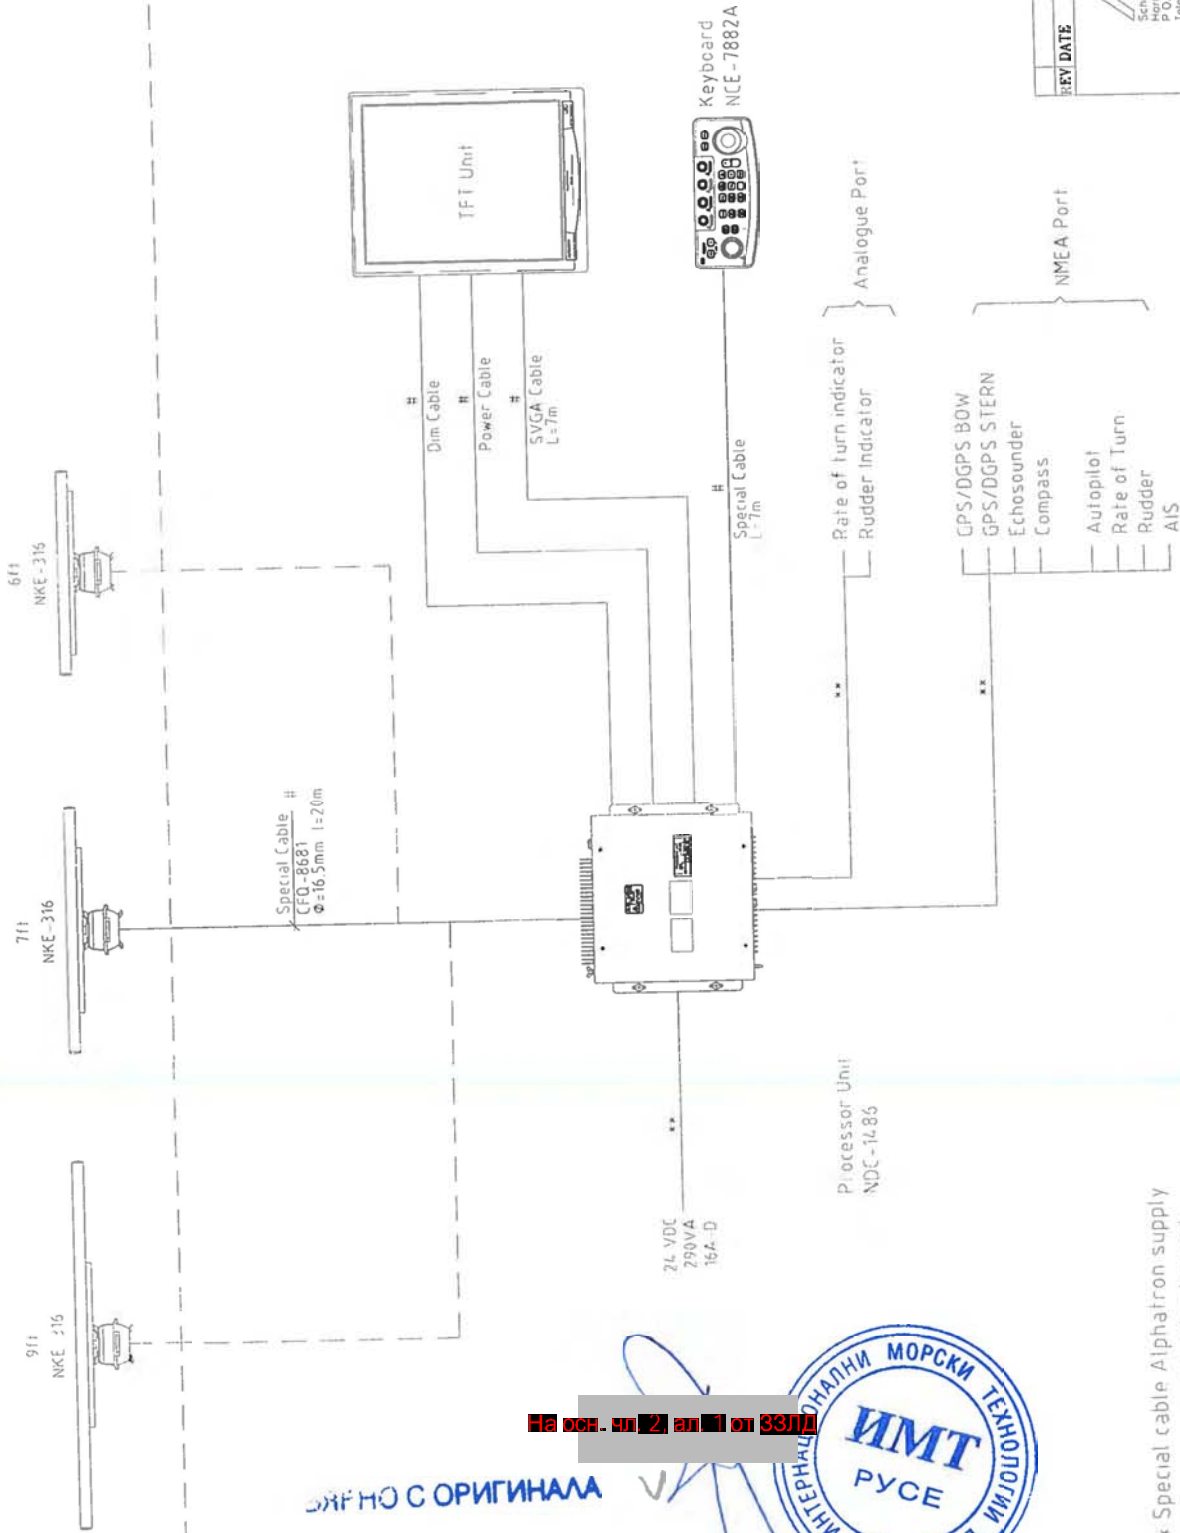 9ft
NKE-316
7ft
NKE-316
6ft
NKE-316
Special Cable #
CFQ-8681
Ø=16.5mm l=20m
TFT Unit
#
Dim Cable
#
Power Cable
#
SVGA Cable
L=7m
Keyboard
NCE-7882A
#
Special Cable
L=7m
24 VDC
290VA
16A-D
**
Processor Unit
NDC-1486
**
Rate of turn indicator
Rudder Indicator
Analogue Port
**
GPS/DGPS BOW
GPS/DGPS STERN
Echosounder
Compass
Autopilot
Rate of Turn
Rudder
AIS
NMEA Port
Special cable Alphatron supply
REV DATE
На осн. чл. 2, ал. 1 от ЗЗЛД
ВЯРНО С ОРИГИНАЛА
МОРСКИ ТЕХНОЛОГИИ
ИМТ
РУСЕ